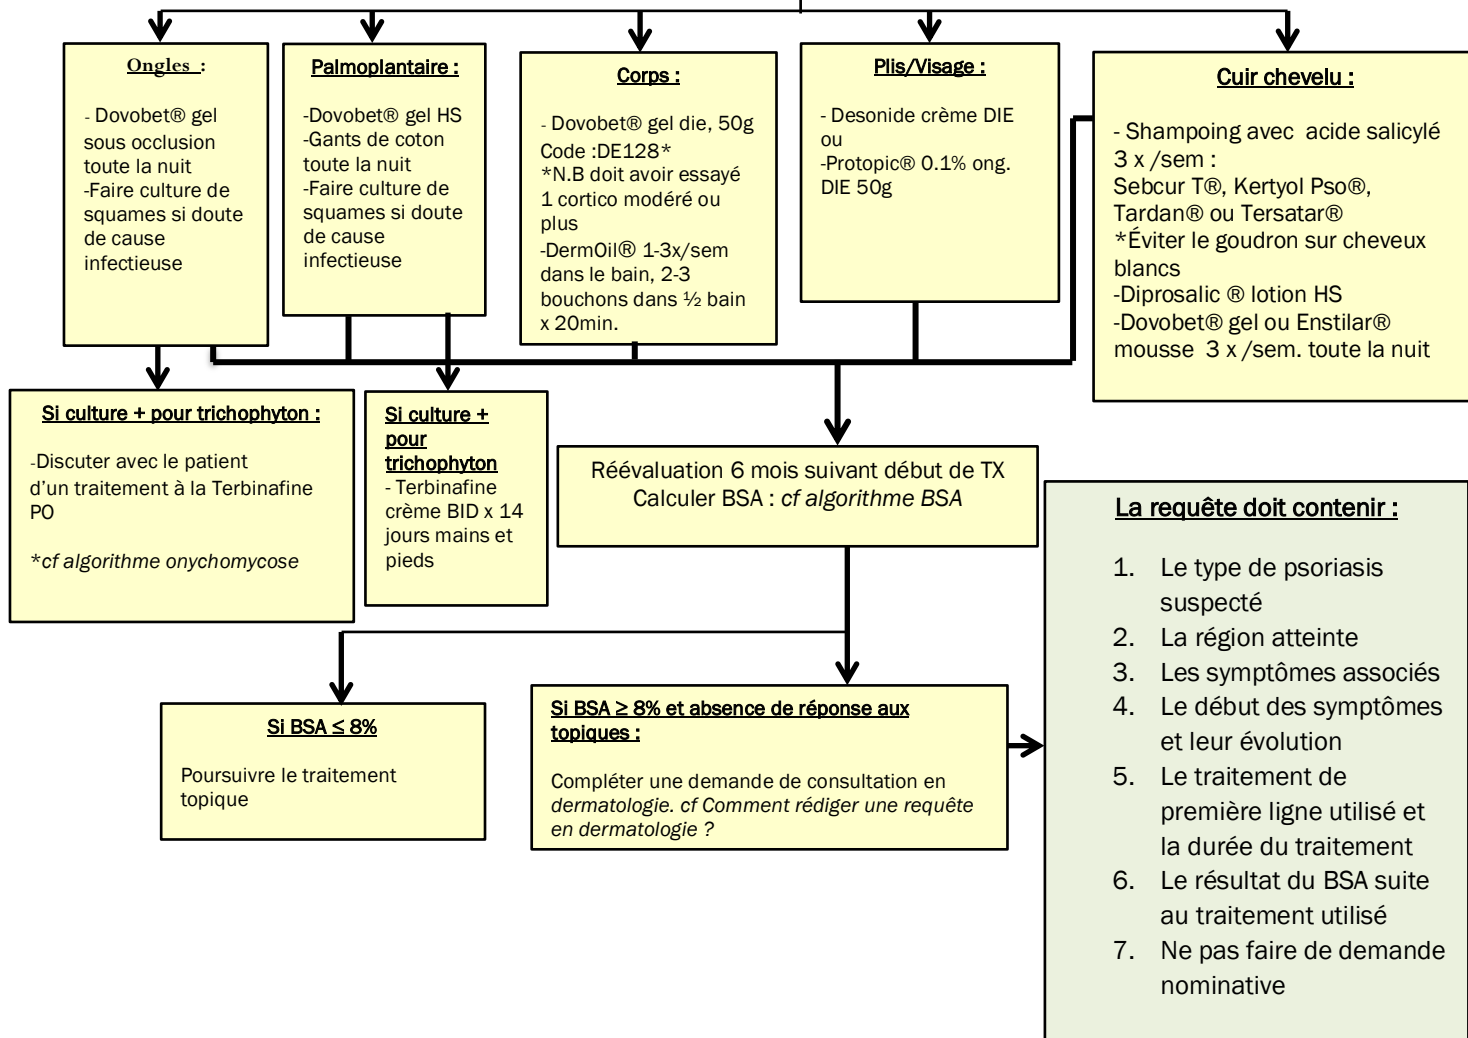 Ongles :
- Dovobet® gel
sous occlusion
toute la nuit
-Faire culture de
squames si doute
de cause
infectieuse
Palmoplantaire :
-Dovobet® gel HS
-Gants de coton
toute la nuit
-Faire culture de
squames si doute
de cause
infectieuse
Corps :
- Dovobet® gel die, 50g
Code :DE128*
*N.B doit avoir essayé
1 cortico modéré ou
plus
-DermOil® 1-3x/sem
dans le bain, 2-3
bouchons dans ½ bain
x 20min.
Plis/Visage :
- Desonide crème DIE
ou
-Protopic® 0.1% ong.
DIE 50g
Cuir chevelu :
- Shampoing avec acide salicylé
3 x /sem :
Sebcur T®, Kertyol Pso®,
Tardan® ou Tersatar®
*Éviter le goudron sur cheveux
blancs
-Diprosalic ® lotion HS
-Dovobet® gel ou Enstilar®
mousse 3 x /sem. toute la nuit
Si culture + pour trichophyton :
-Discuter avec le patient
d'un traitement à la Terbinafine
PO
*cf algorithme onychomycose
Si culture +
pour
trichophyton
- Terbinafine
crème BID x 14
jours mains et
pieds
Réévaluation 6 mois suivant début de TX
Calculer BSA : cf algorithme BSA
Si BSA ≤ 8%
Poursuivre le traitement
topique
Si BSA ≥ 8% et absence de réponse aux
topiques :
Compléter une demande de consultation en
dermatologie. cf Comment rédiger une requête
en dermatologie ?
La requête doit contenir :
1. Le type de psoriasis
suspecté
2. La région atteinte
3. Les symptômes associés
4. Le début des symptômes
et leur évolution
5. Le traitement de
première ligne utilisé et
la durée du traitement
6. Le résultat du BSA suite
au traitement utilisé
7. Ne pas faire de demande
nominative